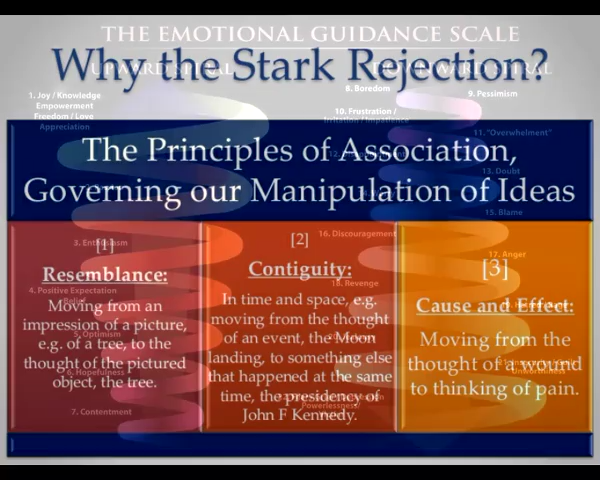 THE EMOTIONAL GUIDANCE SCALE
Why the Stark Rejection?
UPWARD SPIRAL
DOWNWARD SPIRAL
1. Joy / Knowledge
Empowerment
Freedom / Love
Appreciation
8. Boredom
9. Pessimism
10. Frustration /
Irritation / Impatience
11. "Overwhelment"
The Principles of Association,
Governing our Manipulation of Ideas
13. Doubt
15. Blame
[1]
Resemblance:
Moving from an
impression of a picture,
e.g. of a tree, to the
thought of the pictured
object, the tree.
3. Enthusiasm
4. Positive Expectation
5. Optimism
6. Hopefulness
7. Contentment
[2]
Contiguity:
In time and space, e.g.
moving from the thought
of an event, the Moon
landing, to something else
that happened at the same
time, the presidency of
John F Kennedy.
16. Discouragement
18. Revenge
Powerlessness
17. Anger
[3]
Cause and Effect:
Moving from the
thought of a wound
to thinking of pain.